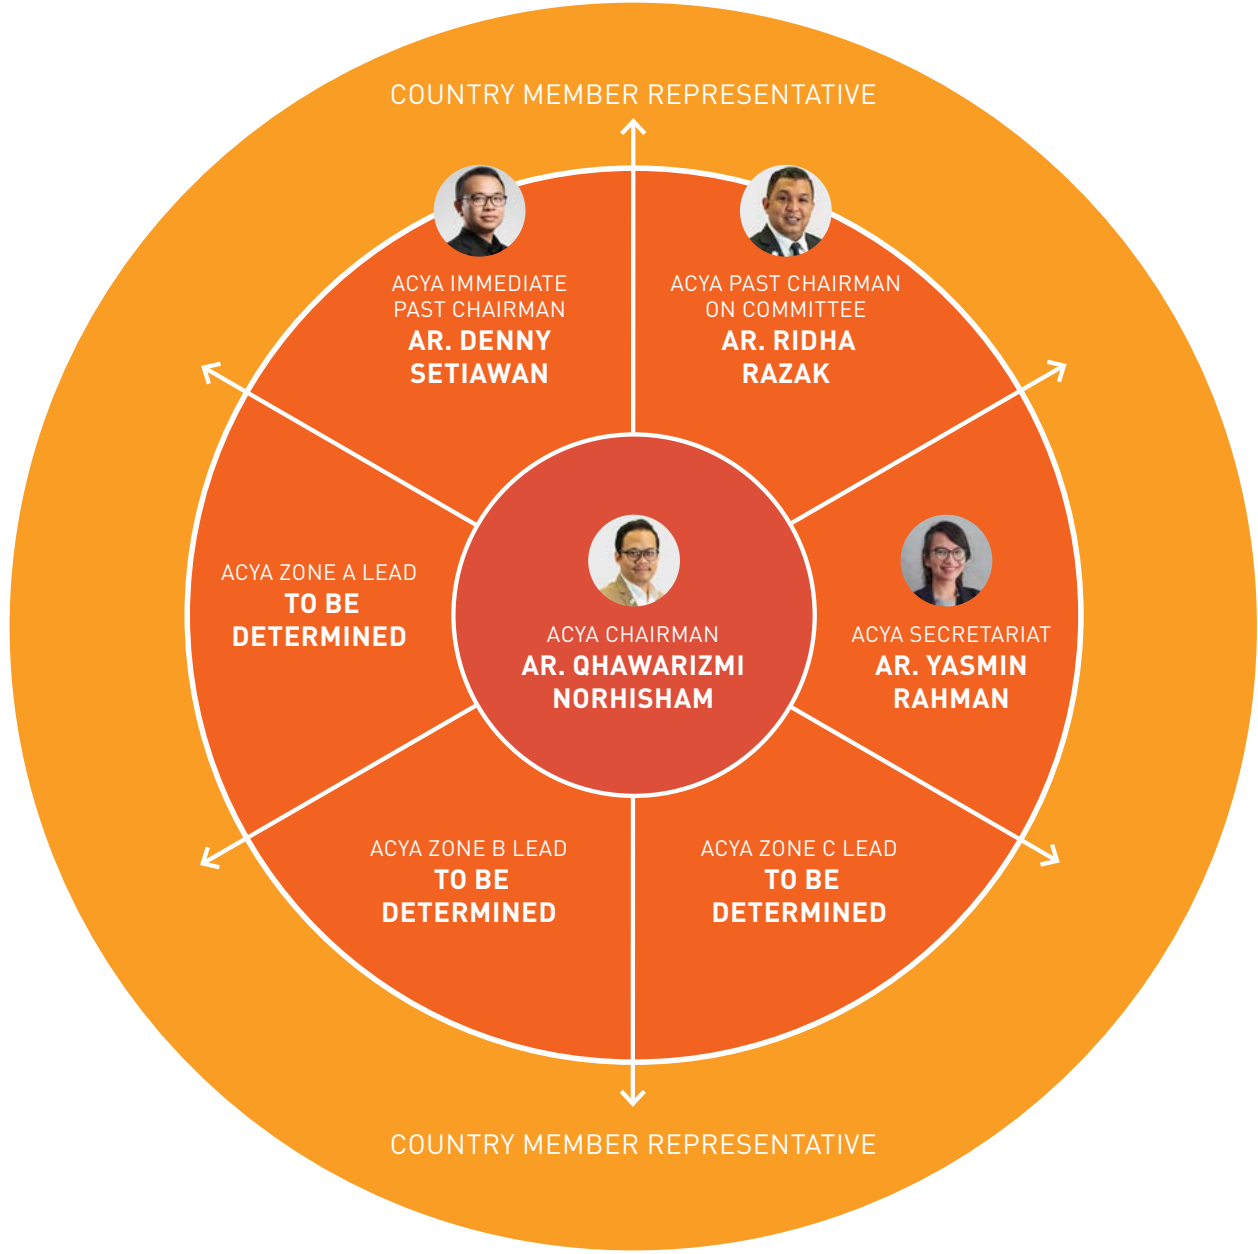 COUNTRY MEMBER REPRESENTATIVE
ACYA IMMEDIATE
PAST CHAIRMAN
AR. DENNY
SETIAWAN
ACYA PAST CHAIRMAN
ON COMMITTEE
AR. RIDHA
RAZAK
ACYA ZONE A LEAD
TO BE
DETERMINED
ACYA CHAIRMAN
AR. QHAWARIZMI
NORHISHAM
ACYA SECRETARIAT
AR. YASMIN
RAHMAN
ACYA ZONE B LEAD
TO BE
DETERMINED
ACYA ZONE C LEAD
TO BE
DETERMINED
COUNTRY MEMBER REPRESENTATIVE